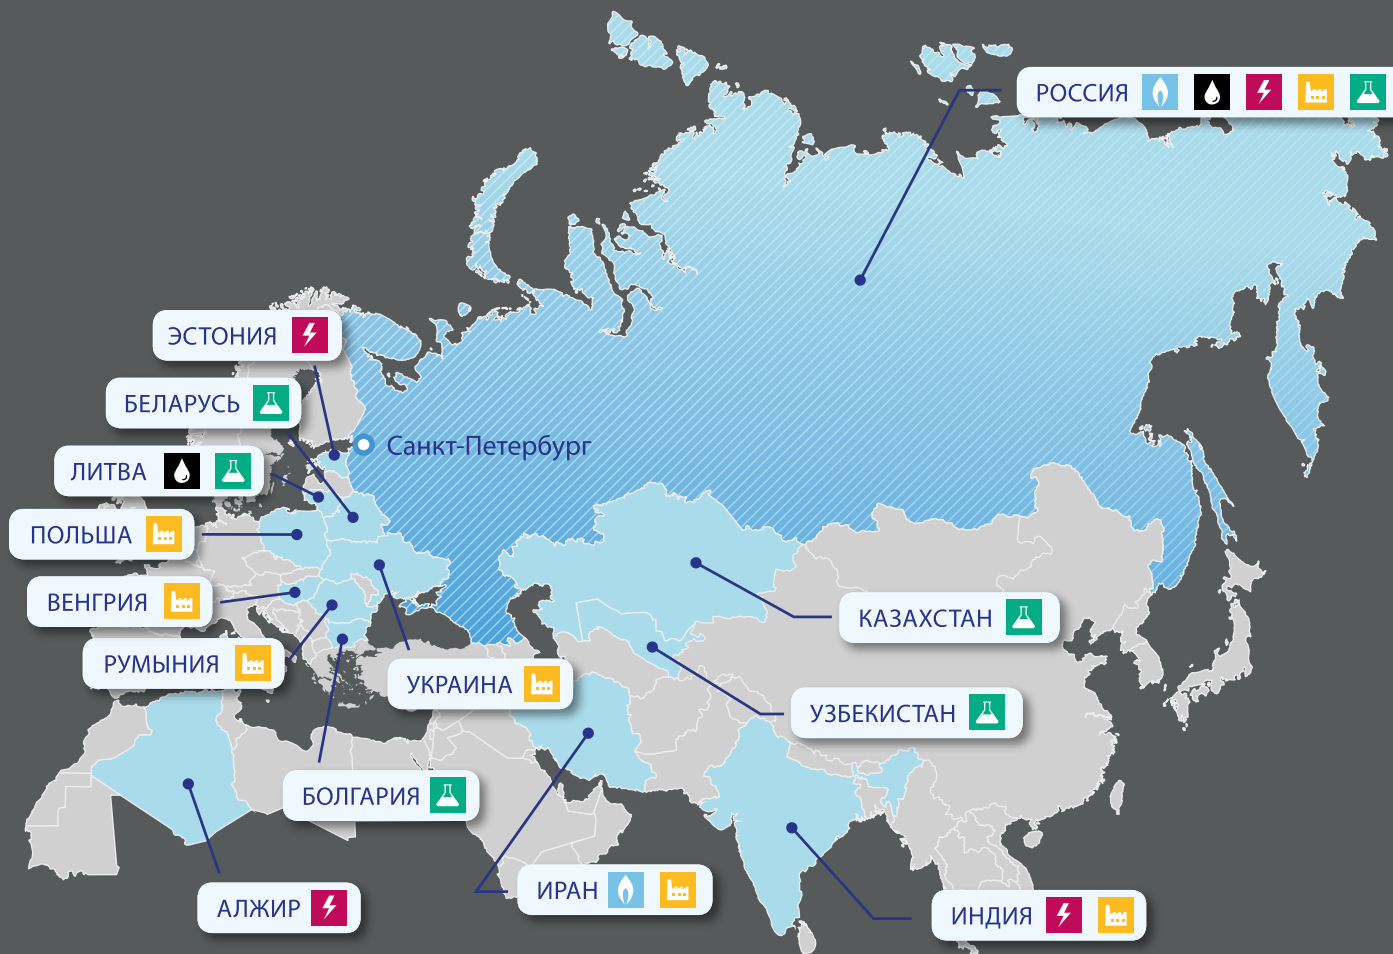 РОССИЯ
ЭСТОНИЯ
БЕЛАРУСЬ
Санкт-Петербург
ЛИТВА
ПОЛЬША
ВЕНГРИЯ
КАЗАХСТАН
РУМЫНИЯ
УКРАИНА
УЗБЕКИСТАН
БОЛГАРИЯ
ИРАН
АЛЖИР
ИНДИЯ